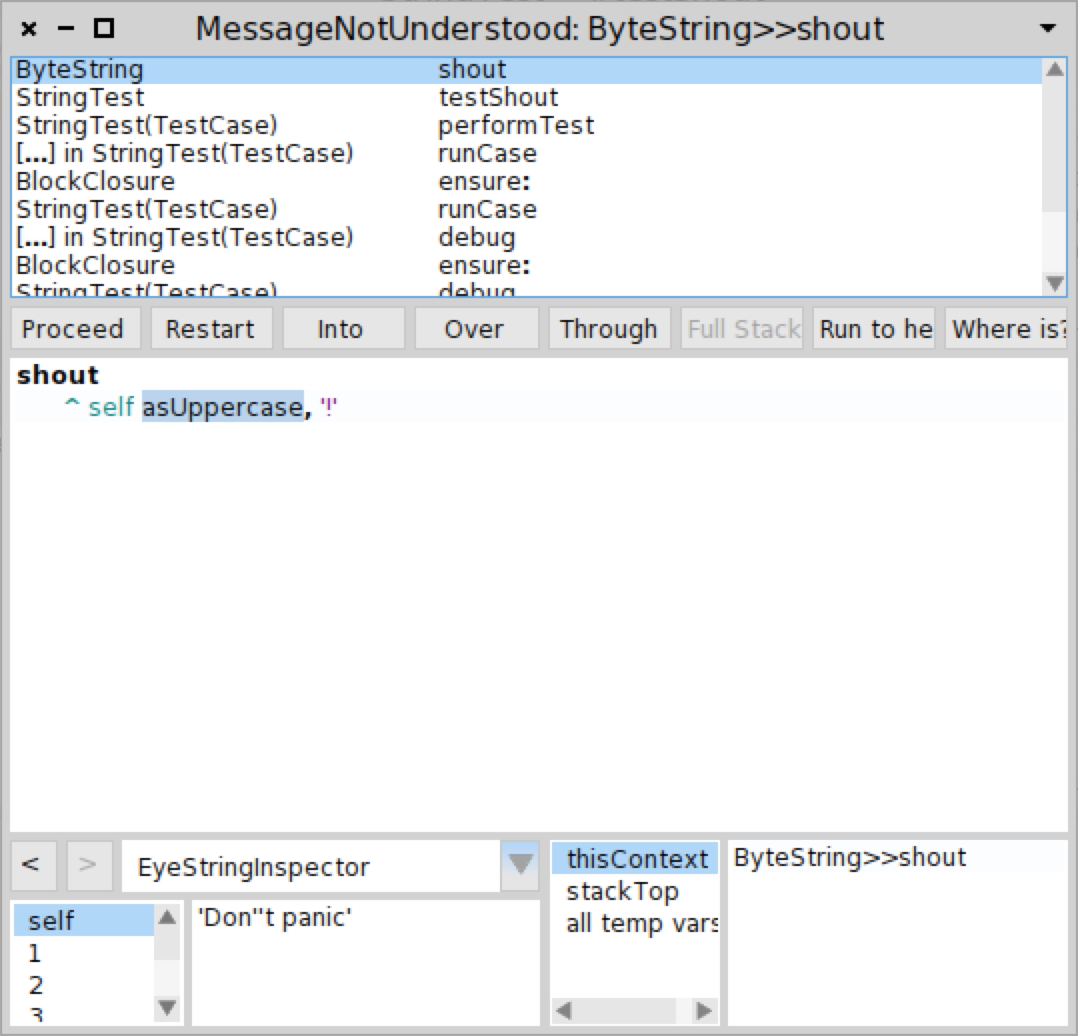 MessageNotUnderstood: ByteString>>shout
ByteString shout
StringTest testShout
StringTest(TestCase) performTest
[...] in StringTest(TestCase) runCase
BlockClosure ensure:
StringTest(TestCase) runCase
[...] in StringTest(TestCase) debug
BlockClosure ensure:
StringTest(TestCase) debug
Proceed Restart Into Over Through Full Stack Run to he Where is?
shout
^ self asUppercase, '!'
< > EyeStringInspector
self
1
2
3
'Don''t panic'
thisContext
stackTop
all temp vars
ByteString>>shout